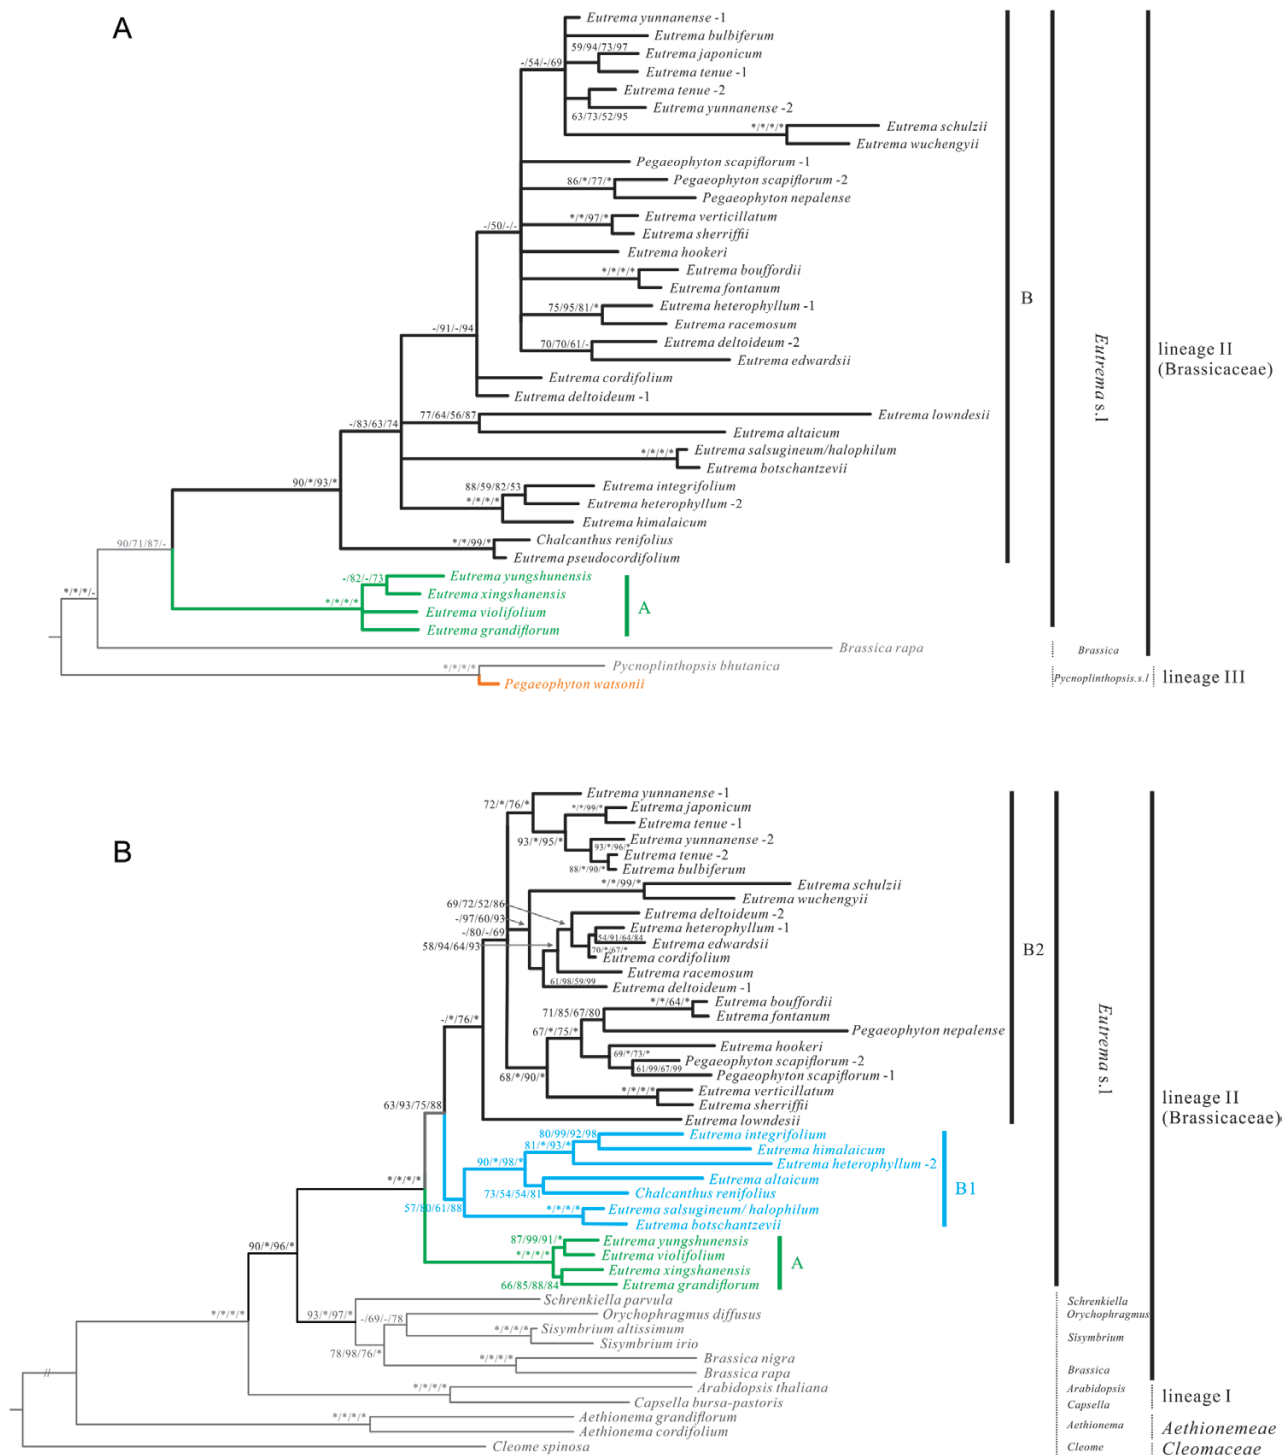 A
Eutrema yunnanense -1
Eutrema bulbiferum
59/94/73/97
Eutrema japonicum
-/54/-/69
Eutrema tenue -1
Eutrema tenue -2
Eutrema yunnanense -2
63/73/52/95
*/*/*/*
Eutrema schulzii
Eutrema wuchengyii
Pegaeophyton scapiflorum -1
86/*/77/*
Pegaeophyton scapiflorum -2
Pegaeophyton nepalense
*/*/97/*
Eutrema verticillatum
-/50/-/-
Eutrema sherriffii
Eutrema hookeri
*/*/*/*
Eutrema bouffordii
Eutrema fontanum
B
75/95/81/*
Eutrema heterophyllum -1
Eutrema racemosum
-/91/-/94
70/70/61/-
Eutrema deltoideum -2
Eutrema edwardsii
Eutrema cordifolium
Eutrema deltoideum -1
Eutrema s.l
lineage II
(Brassicaceae)
-/83/63/74
77/64/56/87
Eutrema lowndesii
Eutrema altaicum
*/*/*/*
Eutrema salsugineum/halophilum
Eutrema botschantzevii
90/*/93/*
88/59/82/53
Eutrema integrifolium
*/*/*/*
Eutrema heterophyllum -2
Eutrema himalaicum
*/*/99/*
Chalcanthus renifolius
90/71/87/-
Eutrema pseudocordifolium
-/82/-/73
Eutrema yungshunensis
*/*/*/-
*/*/*/*
Eutrema xingshanensis
Eutrema violifolium
A
Eutrema grandiflorum
Brassica rapa
Brassica
*/*/*/*
Pycnoplinthopsis bhutanica
Pegaeophyton watsonii
Pycnoplinthopsis.s.l
lineage III
B
Eutrema yunnanense -1
72/*/76/*
*/*/99/*
Eutrema japonicum
Eutrema tenue -1
93/*/95/*
Eutrema yunnanense -2
93/*/96/*
Eutrema tenue -2
88/*/90/*
Eutrema bulbiferum
*/*/99/*
Eutrema schulzii
Eutrema wuchengyii
69/72/52/86
Eutrema deltoideum -2
-/97/60/93
Eutrema heterophyllum -1
-/80/-/69
54/91/64/84
Eutrema edwardsii
58/94/64/93
70/*/67/*
Eutrema cordifolium
B2
Eutrema racemosum
61/98/59/99
Eutrema deltoideum -1
*/*/64/*
Eutrema bouffordii
71/85/67/80
Eutrema fontanum
-/*/76/*
67/*/75/*
Pegaeophyton nepalense
Eutrema hookeri
69/*/73/*
Pegaeophyton scapiflorum -2
61/99/67/99
Pegaeophyton scapiflorum -1
68/*/90/*
*/*/*/*
Eutrema verticillatum
Eutrema sherriffii
63/93/75/88
Eutrema lowndesii
Eutrema s.l
lineage II
(Brassicaceae)
80/99/92/98
Eutrema integrifolium
81/*/93/*
Eutrema himalaicum
90/*/98/*
Eutrema heterophyllum -2
*/*/*/*
Eutrema altaicum
B1
73/54/54/81
Chalcanthus renifolius
57/80/61/88
*/*/*/*
Eutrema salsugineum/ halophilum
Eutrema botschantzevii
87/99/91/*
Eutrema yungshunensis
90/*/96/*
*/*/*/*
Eutrema violifolium
A
Eutrema xingshanensis
66/85/88/84
Eutrema grandiflorum
Schrenkiella parvula
Schrenkiella
*/*/*/*
93/*/97/*
-/69/-/78
Orychophragmus diffusus
Orychophragmus
*/*/*/*
Sisymbrium altissimum
Sisymbrium
Sisymbrium irio
78/98/76/*
*/*/*/*
Brassica nigra
Brassica
Brassica rapa
*/*/*/*
Arabidopsis thaliana
Arabidopsis
lineage I
Capsella bursa-pastoris
Capsella
*/*/*/*
Aethionema grandiflorum
Aethionema
Aethionemeae
Aethionema cordifolium
Cleome spinosa
Cleome
Cleomaceae